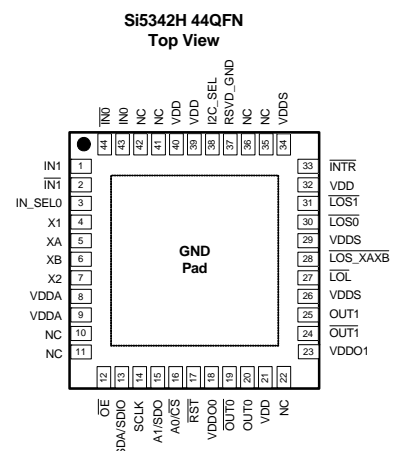 Si5342H 44QFN
Top View
IN0
IN0
NC
NC
VDD
VDD
I2C_SEL
RSVD_GND
NC
NC
VDDS
44
43
42
41
40
39
38
37
36
35
34
IN1 1
IN1 2
IN_SEL0 3
X1 4
XA 5
XB 6
X2 7
VDDA 8
VDDA 9
NC 10
NC 11
GND
Pad
33 INTR
32 VDD
31 LOS1
30 LOS0
29 VDDS
28 LOS_XAXB
27 LOL
26 VDDS
25 OUT1
24 OUT1
23 VDDO1
12
13
14
15
16
17
18
19
20
21
22
OE
SDA/SDIO
SCLK
A1/SDO
A0/CS
RST
VDDO0
OUT0
OUT0
VDD
NC